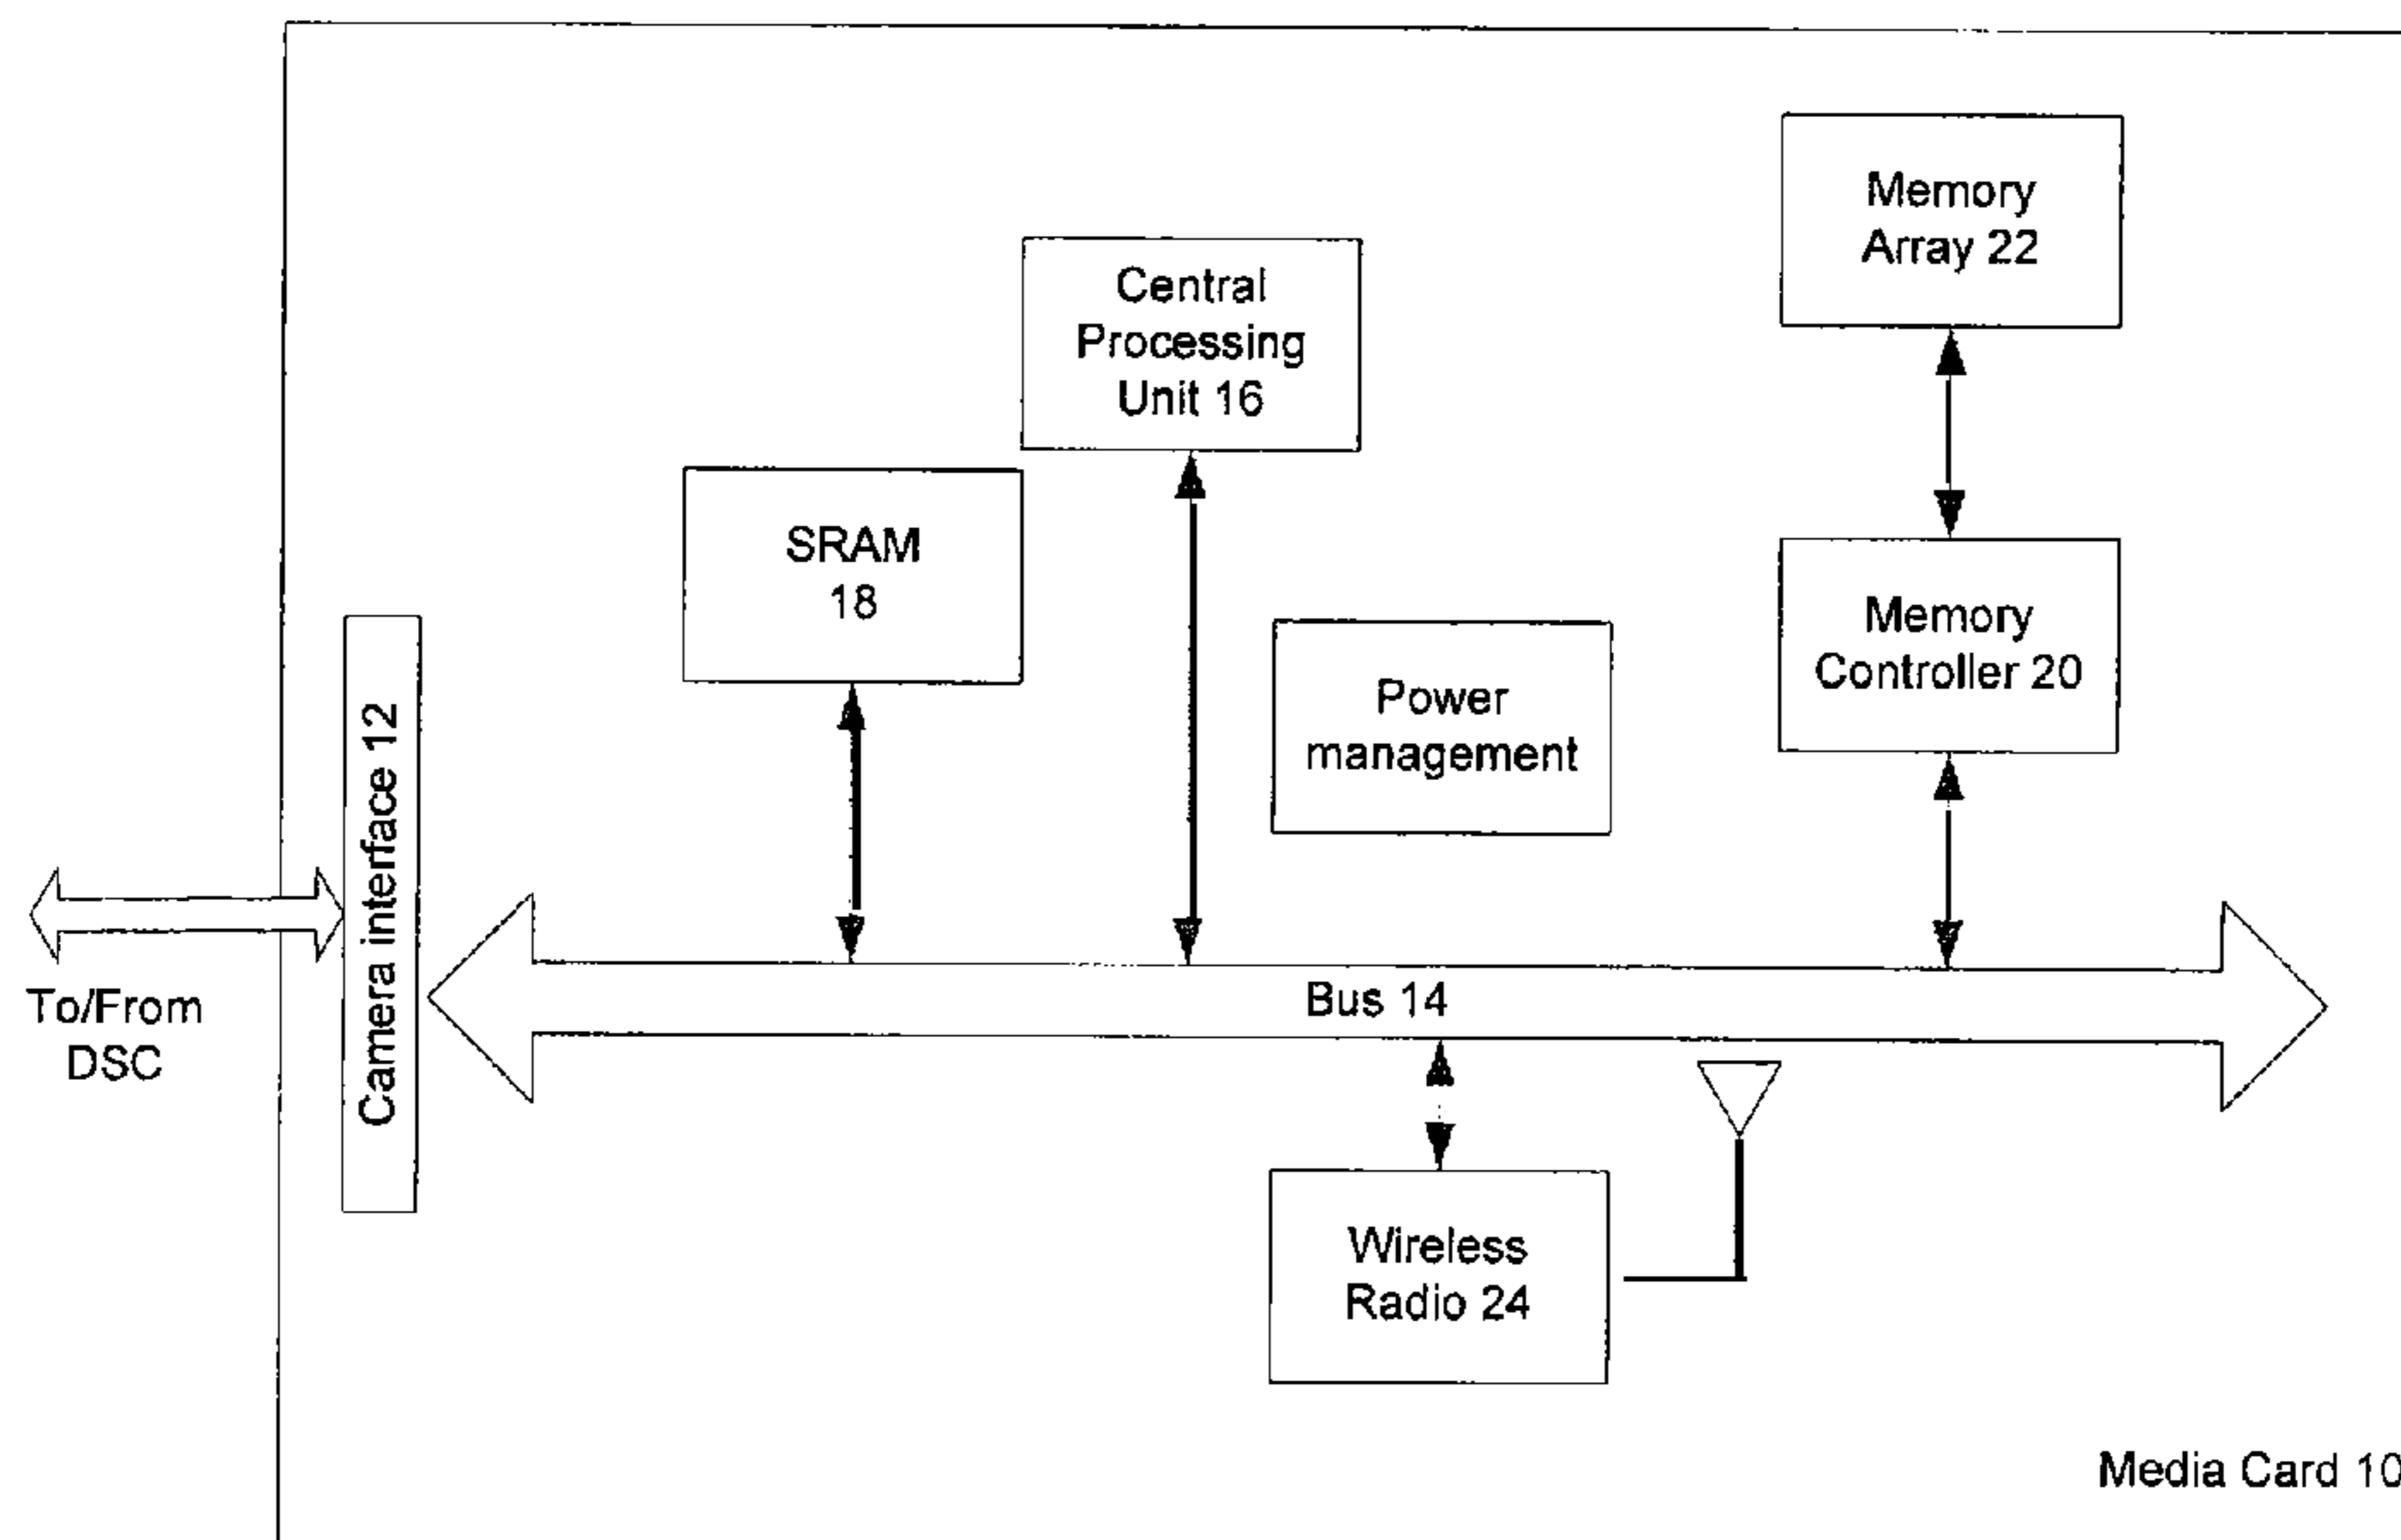 Memory
Array 22
Central
Processing
Unit 16
SRAM
18
Memory
Controller 20
Power
management
Camera interface 12
To/From
DSC
Bus 14
Wireless
Radio 24
Media Card 10